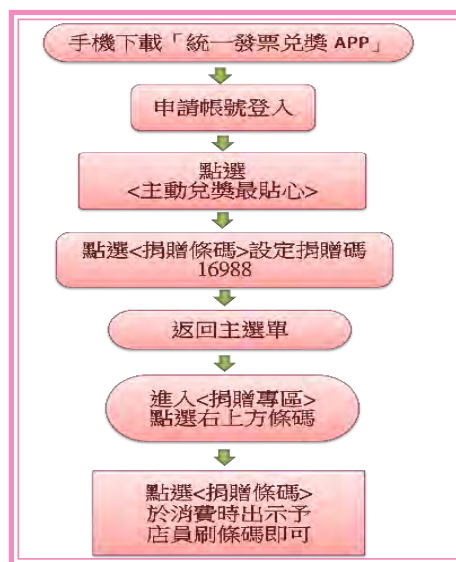 手機下載「統一發票兌獎 APP」
申請帳號登入
點選
<主動兌獎最貼心>
點選<捐贈條碼>設定捐贈碼
16988
返回主選單
進入<捐贈專區>
點選右上方條碼
點選<捐贈條碼>
於消費時出示予
店員刷條碼即可